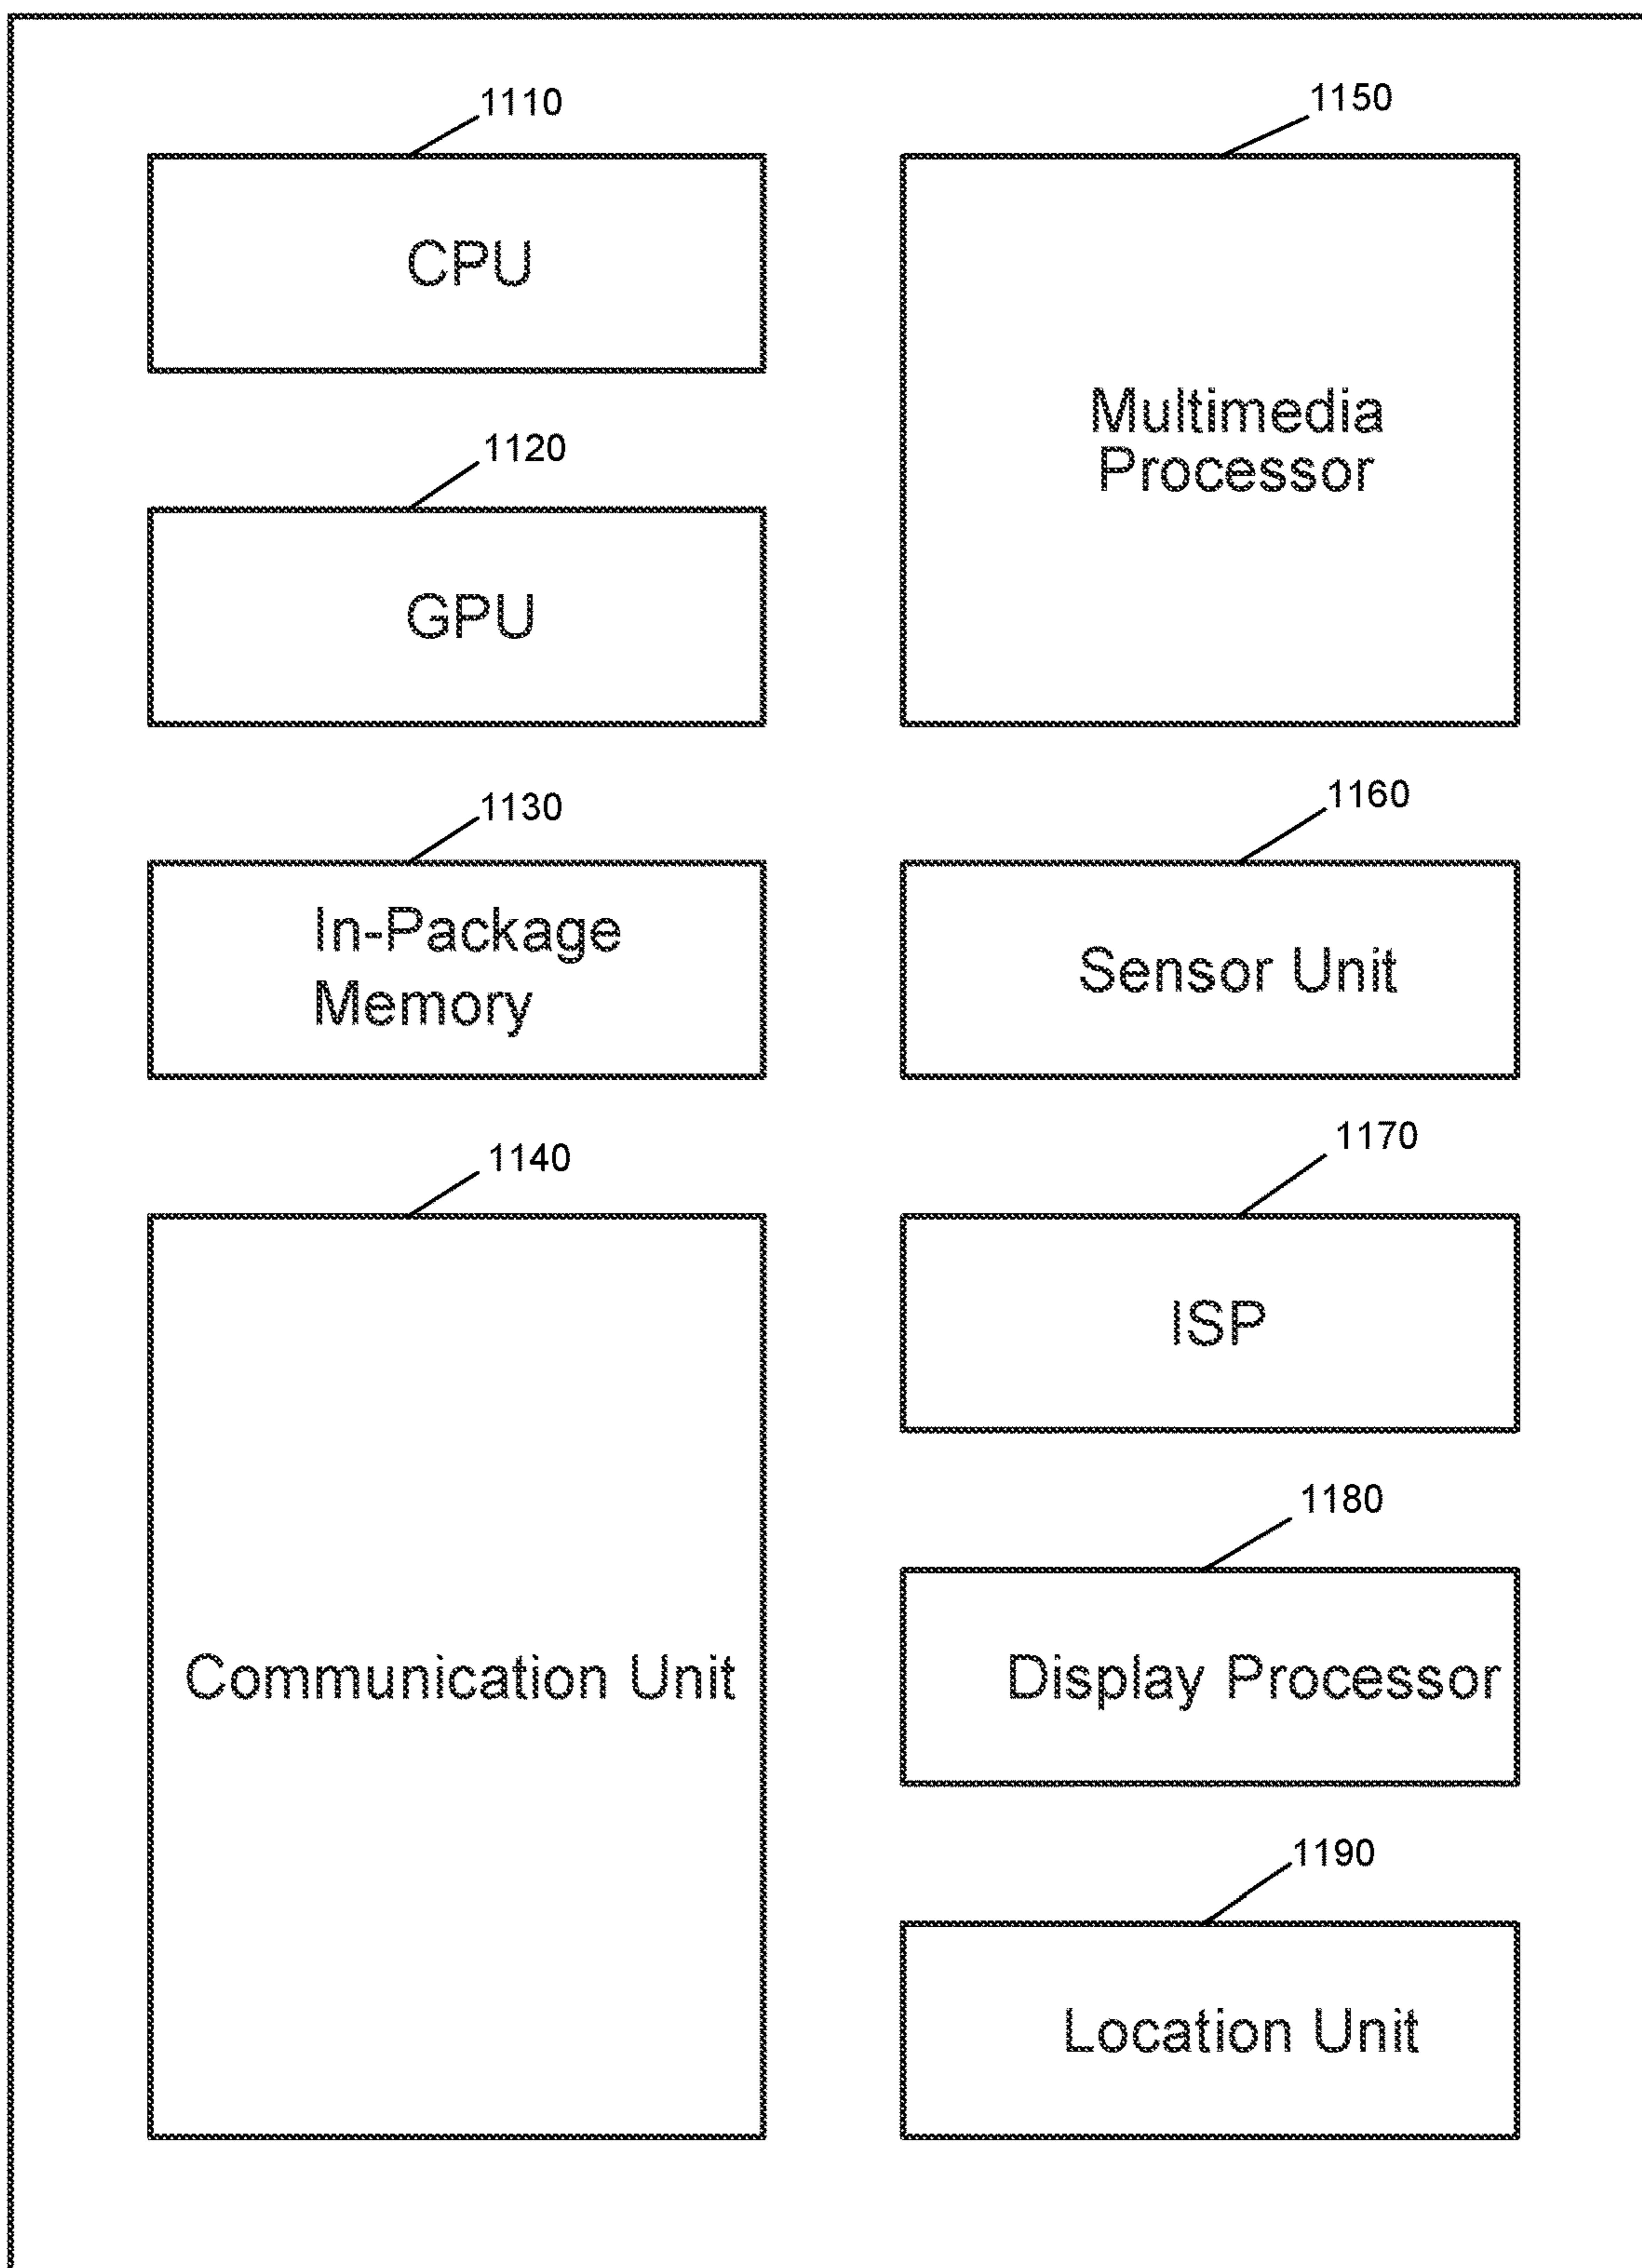 1110
CPU
1120
GPU
1130
In-Package
Memory
1140
Communication Unit
1150
Multimedia
Processor
1160
Sensor Unit
1170
ISP
1180
Display Processor
1190
Location Unit